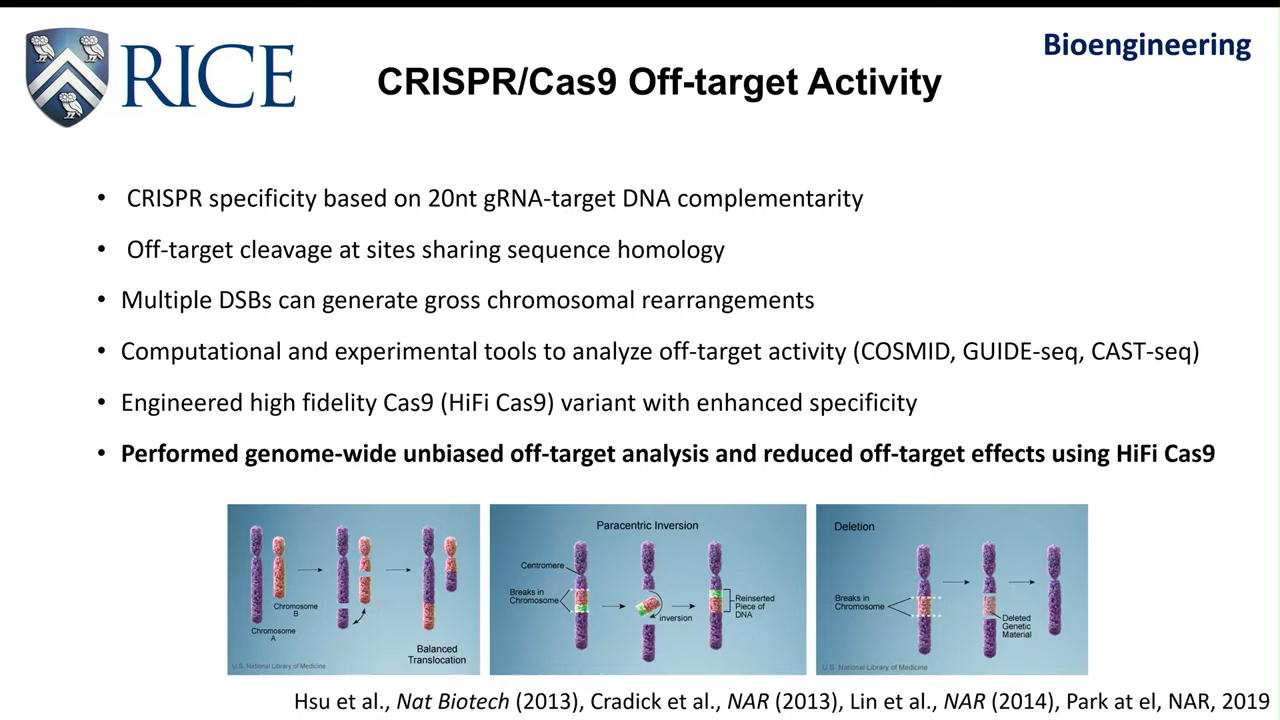 RICE
Bioengineering
CRISPR/Cas9 Off-target Activity
• CRISPR specificity based on 20nt gRNA-target DNA complementarity
• Off-target cleavage at sites sharing sequence homology
• Multiple DSBs can generate gross chromosomal rearrangements
• Computational and experimental tools to analyze off-target activity (COSMID, GUIDE-seq, CAST-seq)
• Engineered high fidelity Cas9 (HiFi Cas9) variant with enhanced specificity
• Performed genome-wide unbiased off-target analysis and reduced off-target effects using HiFi Cas9
Chromosome
B
Chromosome
A
Balanced
Translocation
U.S. National Library of Medicine
Paracentric Inversion
Centromere
Breaks in
Chromosome
inversion
Reinserted
Piece of
DNA
Deletion
Breaks in
Chromosome
Deleted
Genetic
Material
U.S. National Library of Medicine
Hsu et al., Nat Biotech (2013), Cradick et al., NAR (2013), Lin et al., NAR (2014), Park at el, NAR, 2019